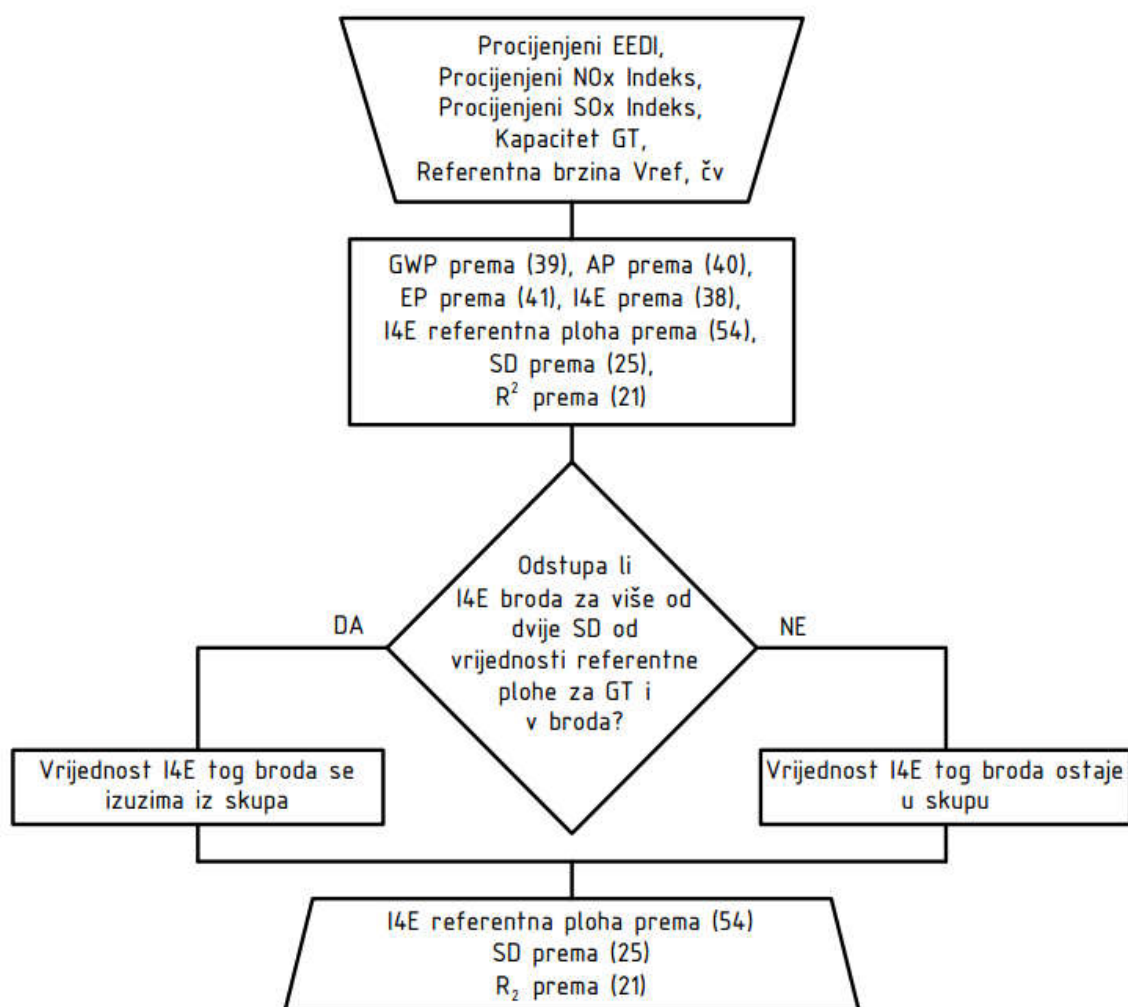 Procijenjeni EEDI,
Procijenjeni NOx Indeks,
Procijenjeni SOx Indeks,
Kapacitet GT,
Referentna brzina Vref, čv
GWP prema (39), AP prema (40),
EP prema (41), I4E prema (38),
I4E referentna ploha prema (54),
SD prema (25),
R² prema (21)
Odstupa li
I4E broda za više od
dvije SD od
vrijednosti referentne
plohe za GT i
v broda?
DA
NE
Vrijednost I4E tog broda se
izuzima iz skupa
Vrijednost I4E tog broda ostaje
u skupu
I4E referentna ploha prema (54)
SD prema (25)
R₂ prema (21)